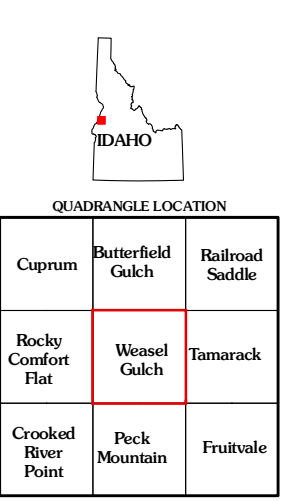 IDAHO
QUADRANGLE LOCATION
Cuprum
Butterfield
Gulch
Railroad
Saddle
Rocky
Comfort
Flat
Weasel
Gulch
Tamarack
Crooked
River
Point
Peck
Mountain
Fruitvale